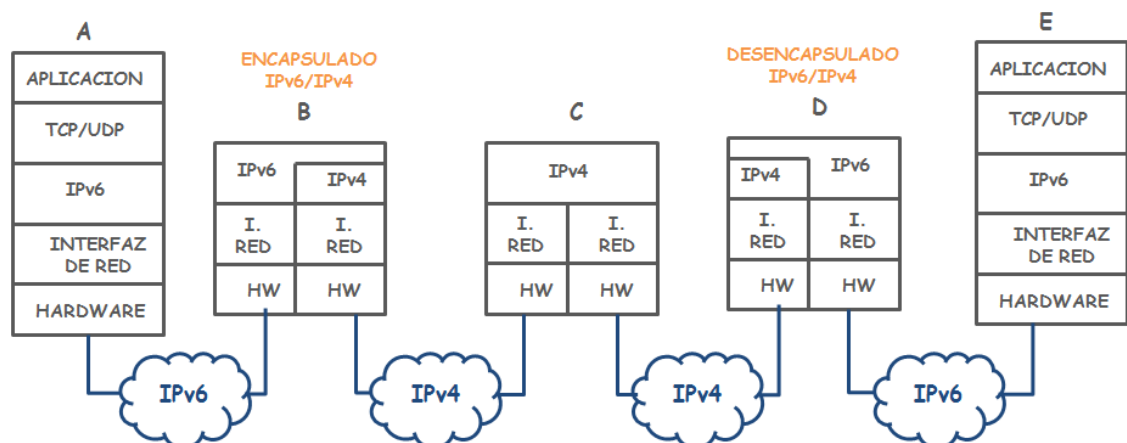 A
APLICACION
TCP/UDP
IPv6
INTERFAZ
DE RED
HARDWARE
ENCAPSULADO
IPv6/IPv4
B
IPv6
IPv4
I.
RED
I.
RED
HW
HW
C
IPv4
I.
RED
I.
RED
HW
HW
DESENCAPSULADO
IPv6/IPv4
D
IPv4
IPv6
I.
RED
I.
RED
HW
HW
E
APLICACION
TCP/UDP
IPv6
INTERFAZ
DE RED
HARDWARE
IPv6
IPv4
IPv4
IPv6